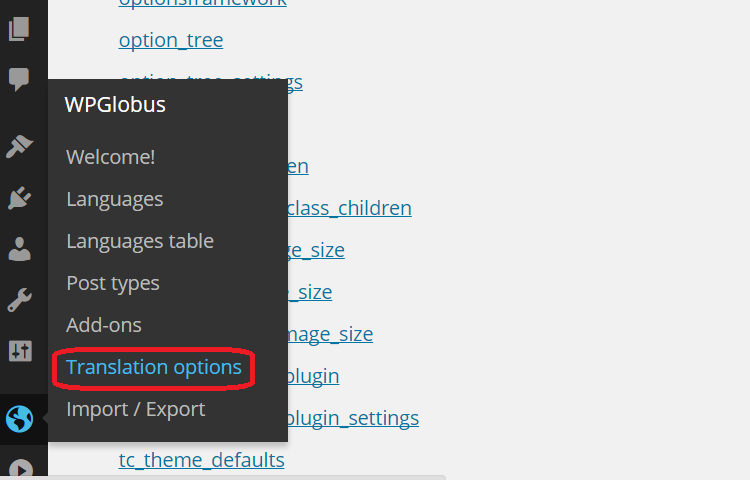 optionsframework
option_tree
option_tree_settings
WPGlobus
Welcome!
en
Languages
class_children
Languages table
ge_size
Post types
_size
Add-ons
mage_size
Translation options
plugin
Import / Export
plugin_settings
tc_theme_defaults